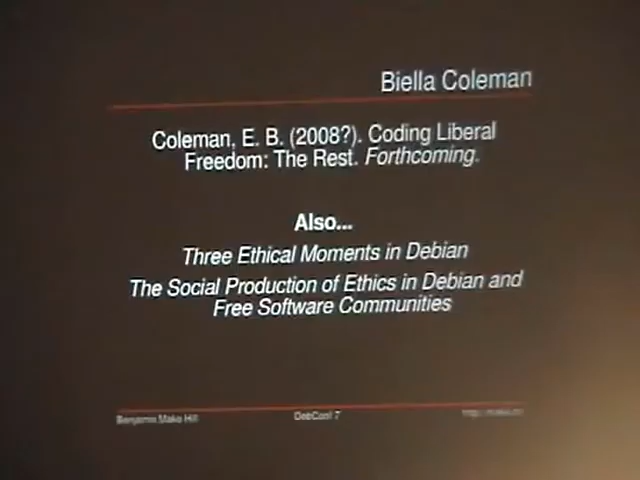 Biella Coleman
Coleman, E. B. (2008?). Coding Liberal
Freedom: The Rest. Forthcoming.
Also...
Three Ethical Moments in Debian
The Social Production of Ethics in Debian and
Free Software Communities
Benjamin Mako Hill DebConf 7